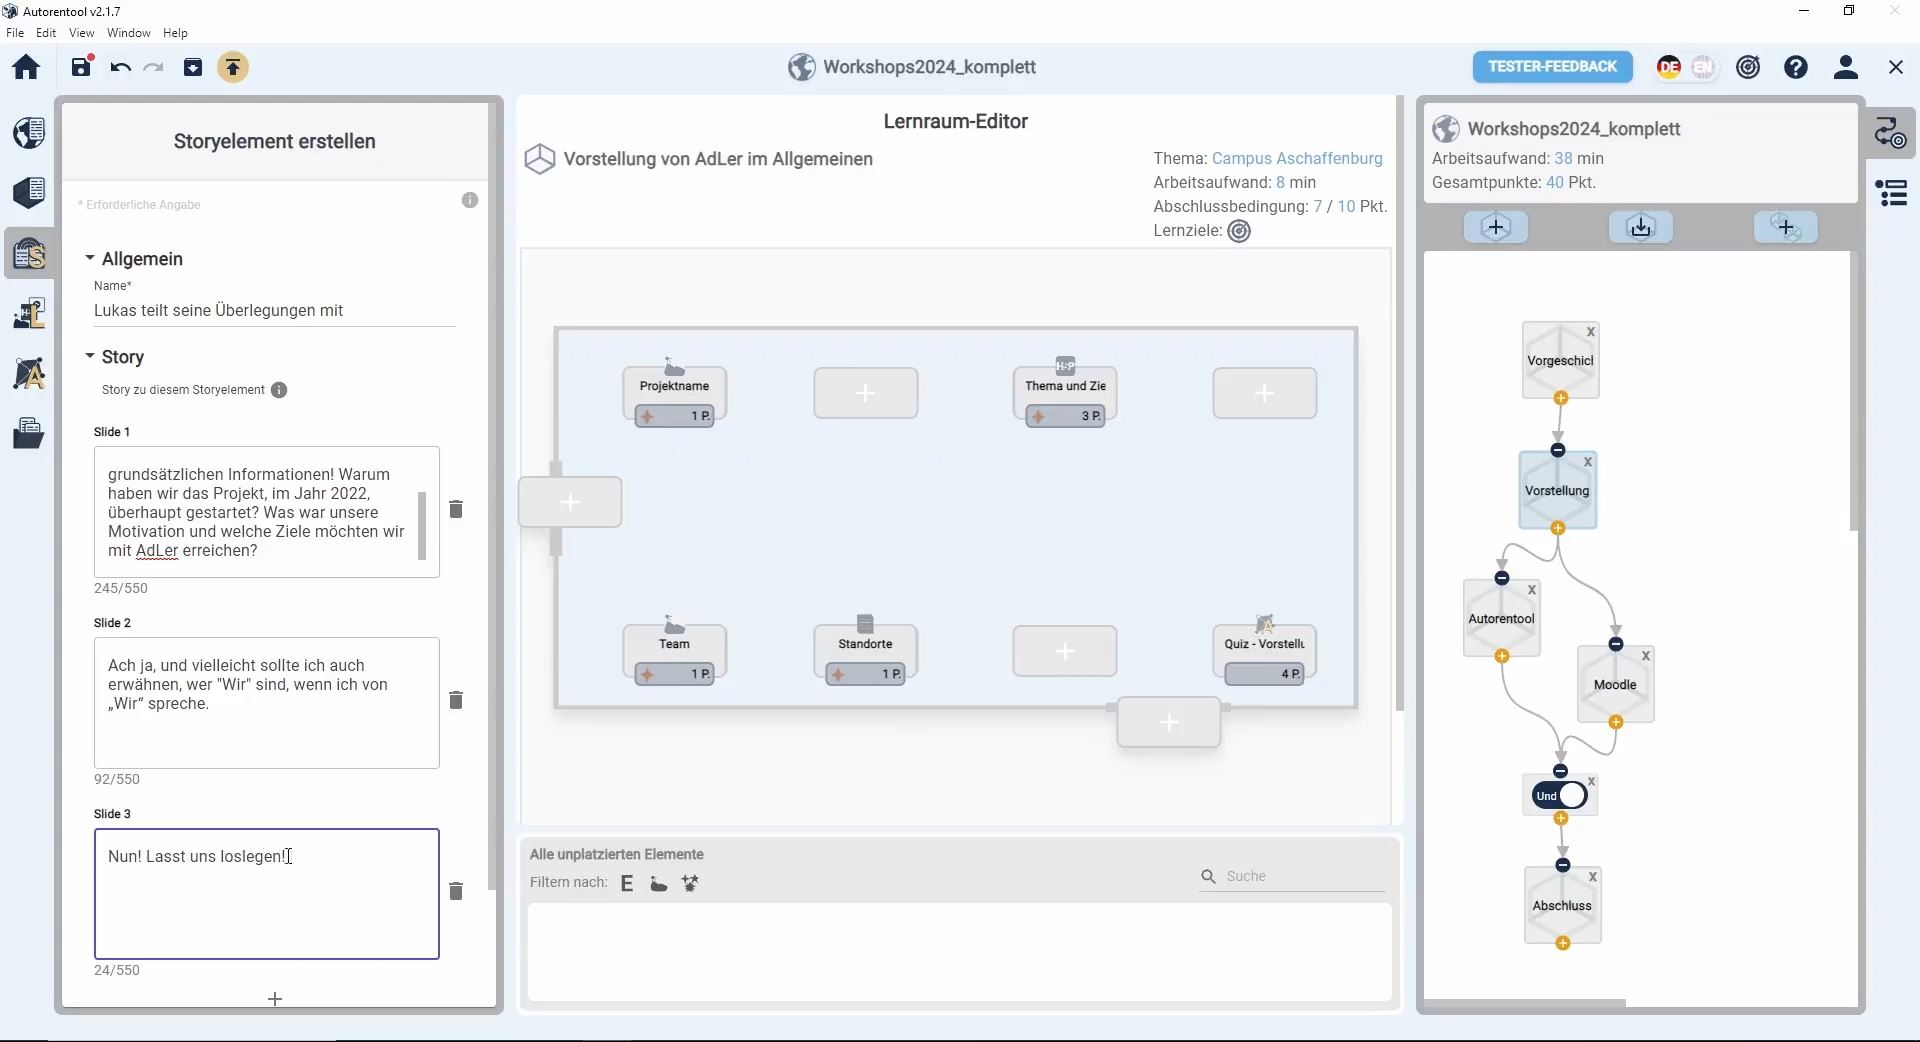 Autorentool v2.1.7
File Edit View Window Help
Workshops2024_komplett
TESTER-FEEDBACK
DE EN
Storyelement erstellen
* Erforderliche Angabe
Allgemein
Name*
Lukas teilt seine Überlegungen mit
Story
Story zu diesem Storyelement
Slide 1
grundsätzlichen Informationen! Warum
haben wir das Projekt, im Jahr 2022,
überhaupt gestartet? Was war unsere
Motivation und welche Ziele möchten wir
mit AdLer erreichen?
245/550
Slide 2
Ach ja, und vielleicht sollte ich auch
erwähnen, wer "Wir" sind, wenn ich von
„Wir“ spreche.
92/550
Slide 3
Nun! Lasst uns loslegen!
24/550
Lernraum-Editor
Vorstellung von AdLer im Allgemeinen
Thema: Campus Aschaffenburg
Arbeitsaufwand: 8 min
Abschlussbedingung: 7 / 10 Pkt.
Lernziele:
Projektname
1 P.
H5P
Thema und Zie
3 P.
Team
1 P.
Standorte
1 P.
Quiz - Vorstellu
4 P.
Alle unplatzierten Elemente
Filtern nach: E
Suche
Workshops2024_komplett
Arbeitsaufwand: 38 min
Gesamtpunkte: 40 Pkt.
Vorgeschicl
X
Vorstellung
X
Autorentool
X
Moodle
X
Und
X
Abschluss
X